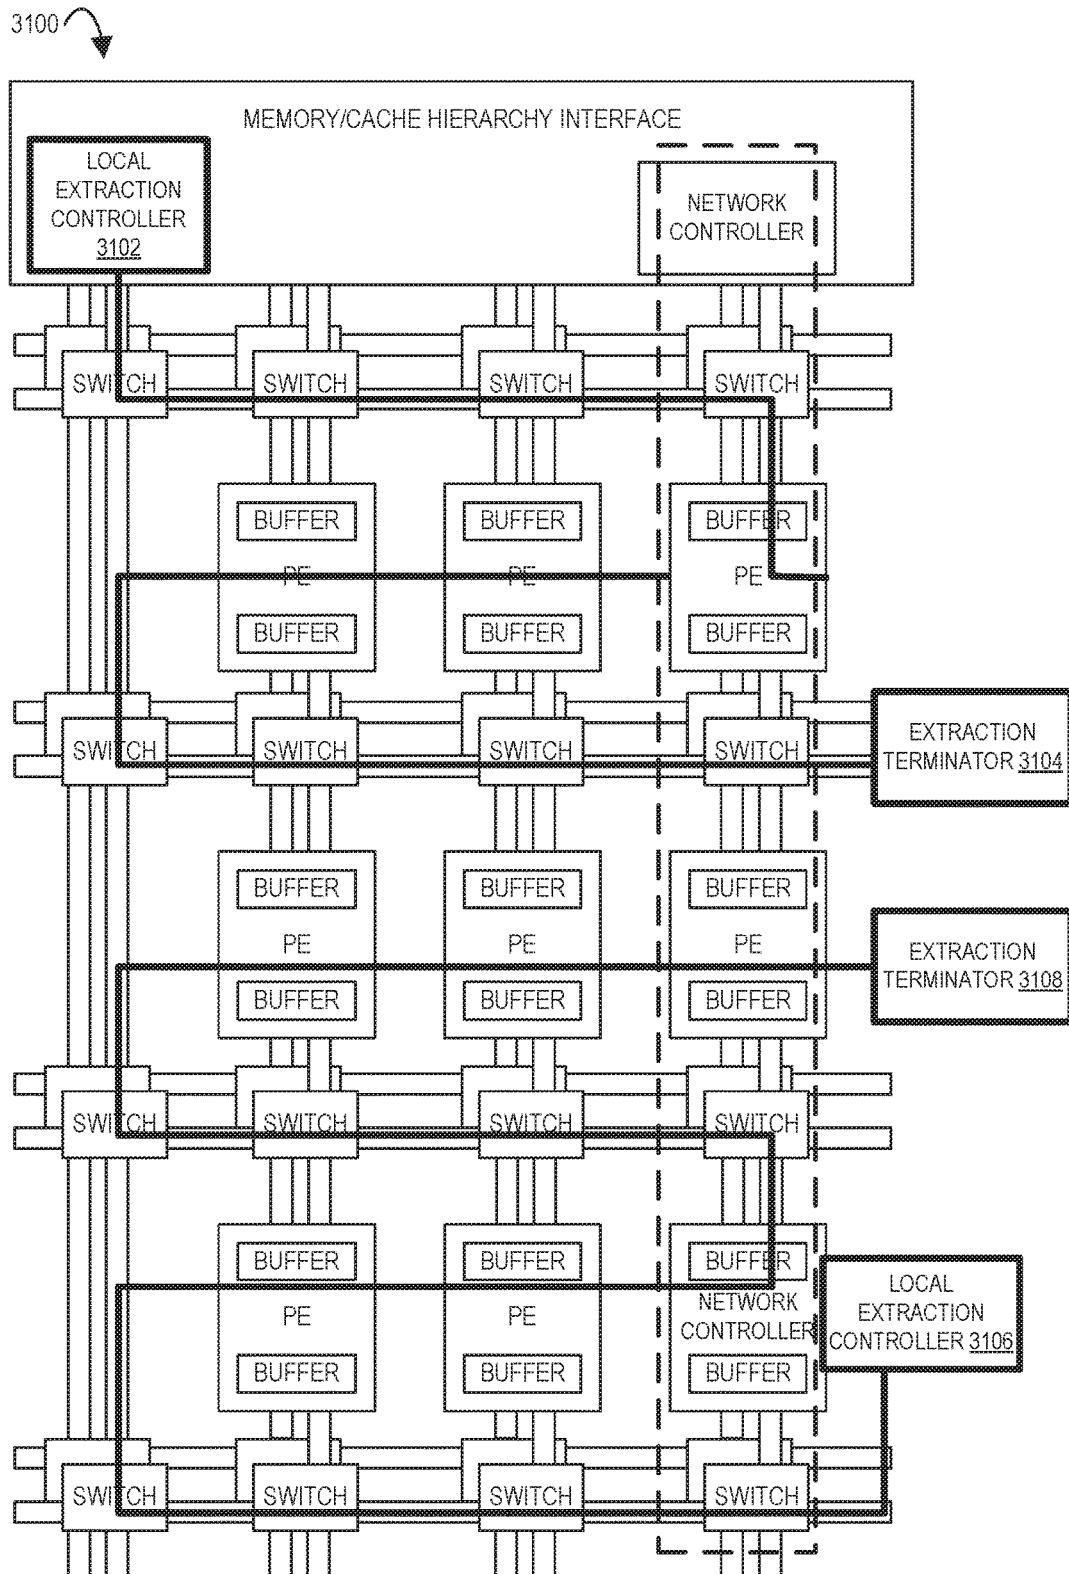 3100
MEMORY/CACHE HIERARCHY INTERFACE
LOCAL
EXTRACTION
CONTROLLER
3102
NETWORK
CONTROLLER
SWITCH SWITCH SWITCH SWITCH
BUFFER BUFFER BUFFER
PE PE PE
BUFFER BUFFER BUFFER
SWITCH SWITCH SWITCH SWITCH
EXTRACTION
TERMINATOR 3104
BUFFER BUFFER BUFFER
PE PE PE
BUFFER BUFFER BUFFER
EXTRACTION
TERMINATOR 3108
SWITCH SWITCH SWITCH SWITCH
BUFFER BUFFER BUFFER
PE PE NETWORK
CONTROLLER
BUFFER BUFFER BUFFER
LOCAL
EXTRACTION
CONTROLLER 3106
SWITCH SWITCH SWITCH SWITCH